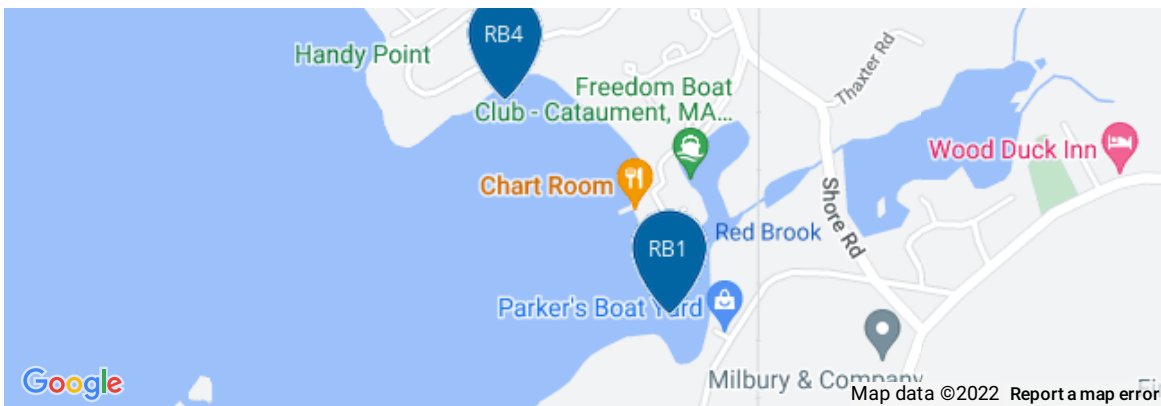 RB4
Handy Point
Thaxter Rd
Freedom Boat
Club - Cataument, MA...
Wood Duck Inn
Chart Room
Shore Rd
Red Brook
RB1
Parker's Boat Yard
Milbury & Company
Google
Map data ©2022 Report a map error